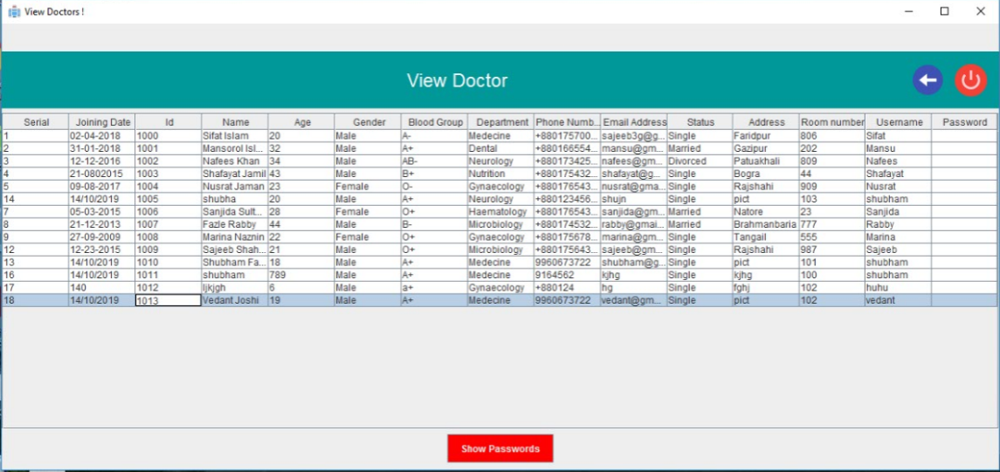 View Doctors !
View Doctor
Serial Joining Date Id Name Age Gender Blood Group Department Phone Numb... Email Address Status Address Room number Username Password
1 02-04-2018 1000 Sifat Islam 20 Male A- Medecine +880175700... sajeeb3g@g... Single Faridpur 806 Sifat
2 31-01-2018 1001 Mansorol Isl... 32 Male A+ Dental +880166554... mansu@gm... Married Gazipur 202 Mansu
3 12-12-2016 1002 Nafees Khan 34 Male AB- Neurology +880173425... nafees@gm... Divorced Patuakhali 809 Nafees
4 21-0802015 1003 Shafayat Jamil 43 Male B+ Nutrition +880175432... shafayat@g... Single Bogra 44 Shafayat
5 09-08-2017 1004 Nusrat Jaman 23 Female O- Gynaecology +880176543... nusrat@gma... Single Rajshahi 909 Nusrat
14 14/10/2019 1005 shubha 20 Male A+ Neurology +880123456... shujn Single pict 103 shubham
7 05-03-2015 1006 Sanjida Sult... 28 Female O+ Haematology +880176543... sanjida@gm... Married Natore 23 Sanjida
8 21-12-2013 1007 Fazle Rabby 44 Male B- Microbiology +880174532... rabby@gmai... Married Brahmanbaria 777 Rabby
9 27-09-2009 1008 Marina Naznin 22 Female O+ Gynaecology +880175678... marina@gm... Single Tangail 555 Marina
12 12-23-2015 1009 Sajeeb Shah... 21 Male O+ Microbiology +880175643... sajeeb@gm... Single Rajshahi 987 Sajeeb
13 14/10/2019 1010 Shubham Fa... 18 Male A+ Medecine 9960673722 shubham@g... Single pict 101 shubham
16 14/10/2019 1011 shubham 789 Male A+ Medecine 9164562 kjhg Single kjhg 100 shubham
17 140 1012 ljkjgh 6 Male a+ Gynaecology +880124 hg Single fghj 102 huhu
18 14/10/2019 1013 Vedant Joshi 19 Male A+ Medecine 9960673722 vedant@gm... Single pict 102 vedant
Show Passwords